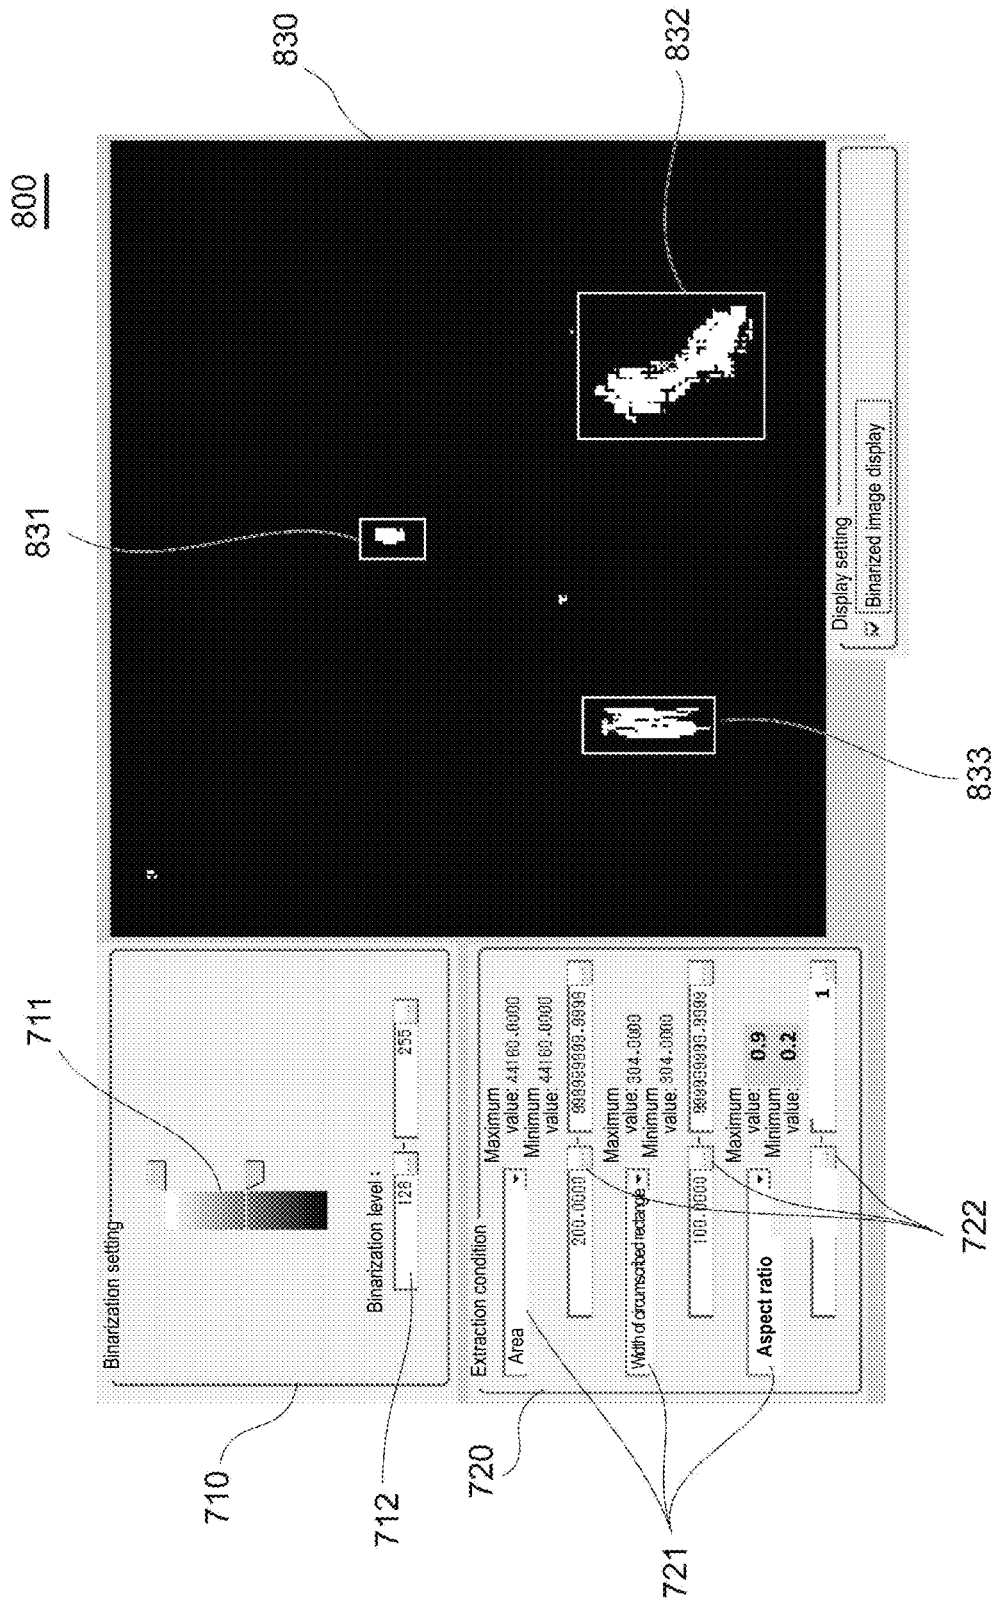 800
830
832
831
833
711
710
712
720
721
722
Binarization setting
Binarization level :
128
255
Extraction condition
Area
Maximum
value: 44160.0000
Minimum
value: 44160.0000
200.0000
-
999999999.9999
Width of circumscribed rectangle
Maximum
value: 304.0000
Minimum
value: 304.0000
100.0000
-
999999999.9999
Aspect ratio
Maximum
value: 0.9
Minimum
value: 0.2
-
1
Display setting
Binarized image display